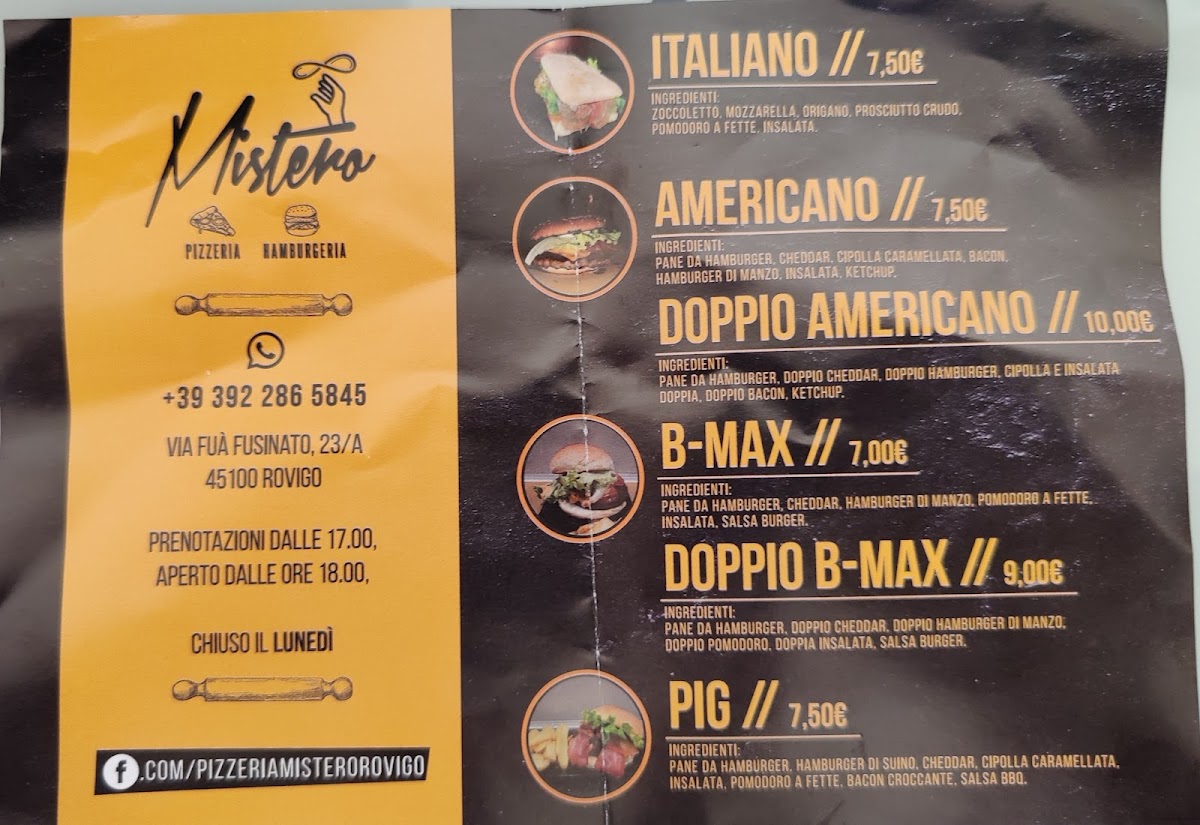 Mistero
PIZZERIA HAMBURGERIA
+39 392 286 5845
VIA FUÀ FUSINATO, 23/A
45100 ROVIGO
PRENOTAZIONI DALLE 17.00,
APERTO DALLE ORE 18.00,
CHIUSO IL LUNEDÌ
f.COM/PIZZERIAMISTEROROVIGO
ITALIANO // 7,50€
INGREDIENTI:
ZOCCOLETTO, MOZZARELLA, ORIGANO, PROSCIUTTO CRUDO,
POMODORO A FETTE, INSALATA.
AMERICANO // 7,50€
INGREDIENTI:
PANE DA HAMBURGER, CHEDDAR, CIPOLLA CARAMELLATA, BACON,
HAMBURGER DI MANZO, INSALATA, KETCHUP.
DOPPIO AMERICANO // 10,00€
INGREDIENTI:
PANE DA HAMBURGER, DOPPIO CHEDDAR, DOPPIO HAMBURGER, CIPOLLA E INSALATA
DOPPIA, DOPPIO BACON, KETCHUP.
B-MAX // 7,00€
INGREDIENTI:
PANE DA HAMBURGER, CHEDDAR, HAMBURGER DI MANZO, POMODORO A FETTE,
INSALATA, SALSA BURGER.
DOPPIO B-MAX // 9,00€
INGREDIENTI:
PANE DA HAMBURGER, DOPPIO CHEDDAR, DOPPIO HAMBURGER DI MANZO,
DOPPIO POMODORO, DOPPIA INSALATA, SALSA BURGER.
PIG // 7,50€
INGREDIENTI:
PANE DA HAMBURGER, HAMBURGER DI SUINO, CHEDDAR, CIPOLLA CARAMELLATA,
INSALATA, POMODORO A FETTE, BACON CROCCANTE, SALSA BBQ.